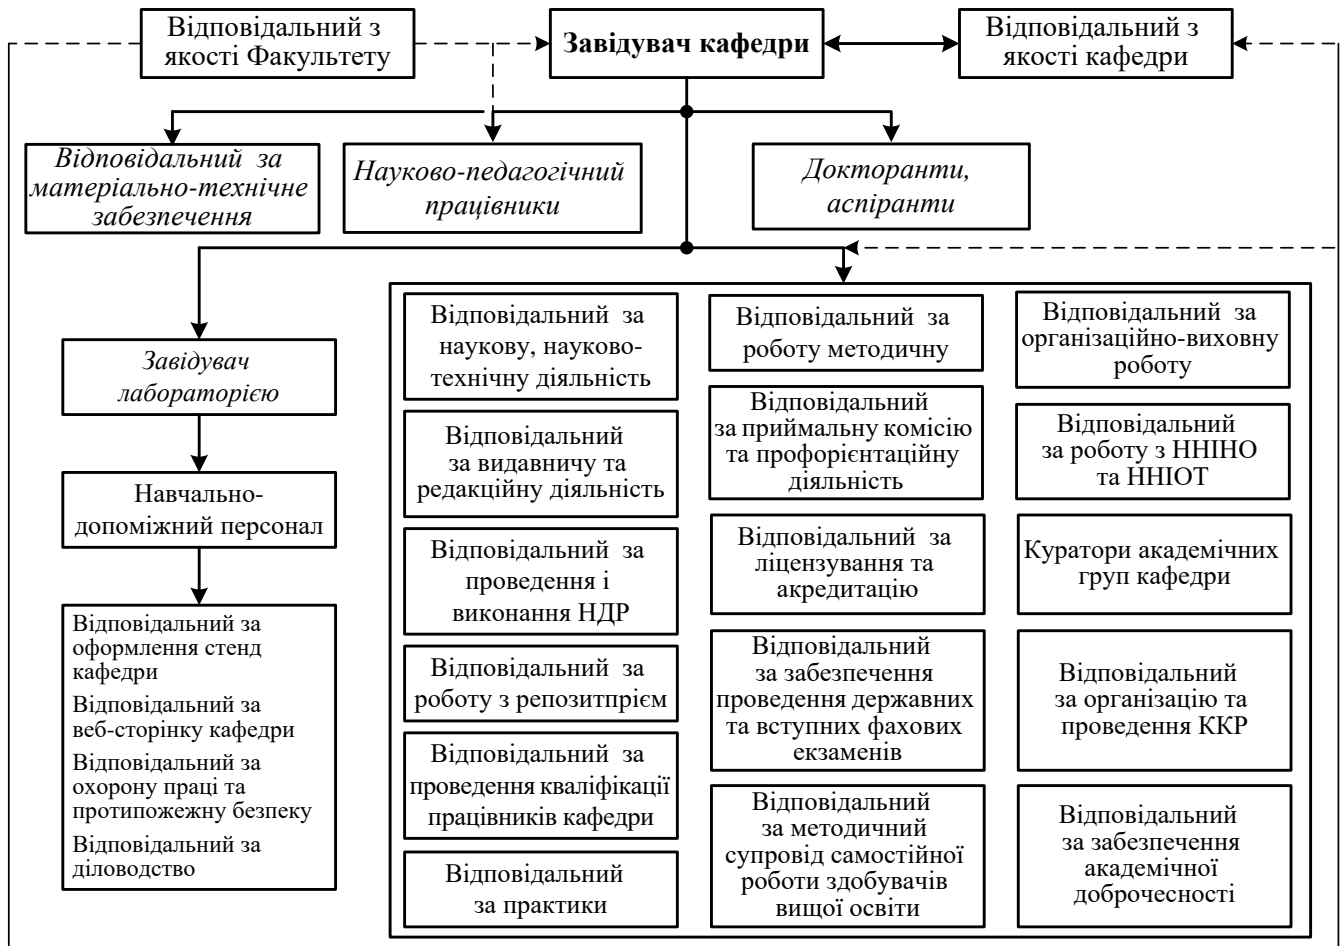 Відповідальний з
якості Факультету
Завідувач кафедри
Відповідальний з
якості кафедри
Відповідальний за
матеріально-технічне
забезпечення
Науково-педагогічний
працівники
Докторанти,
аспіранти
Завідувач
лабораторією
Навчально-
допоміжний персонал
Відповідальний за
оформлення стенд
кафедри
Відповідальний за
веб-сторінку кафедри
Відповідальний за
охорону праці та
протипожежну безпеку
Відповідальний за
діловодство
Відповідальний за
наукову, науково-
технічну діяльність
Відповідальний
за видавничу та
редакційну діяльність
Відповідальний за
проведення і
виконання НДР
Відповідальний за
роботу з репозитпрієм
Відповідальний за
проведення кваліфікації
працівників кафедри
Відповідальний
за практики
Відповідальний за
роботу методичну
Відповідальний
за приймальну комісію
та профорієнтаційну
діяльність
Відповідальний за
ліцензування та
акредитацію
Відповідальний
за забезпечення
проведення державних
та вступних фахових
екзаменів
Відповідальний
за методичний
супровід самостійної
роботи здобувачів
вищої освіти
Відповідальний за
організаційно-виховну
роботу
Відповідальний
за роботу з ННІНО
та ННІОТ
Куратори академічних
груп кафедри
Відповідальний
за організацію та
проведення ККР
Відповідальний
за забезпечення
академічної
доброчесності